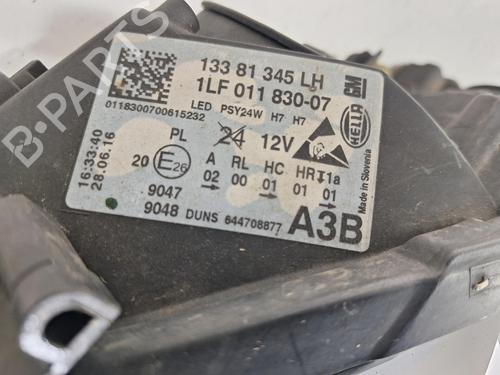 13 81 345 LH
1LF 011 830-07
GM
HELLA
0118300700615232
LED PSY24W H7 H7
16:33:40
28.06.16
PL 24 12V
20 E26
A RL HC HR 1a
02 00 01 01 01
Made in Slovenia
9047
9048 DUNS 644708877
A3B